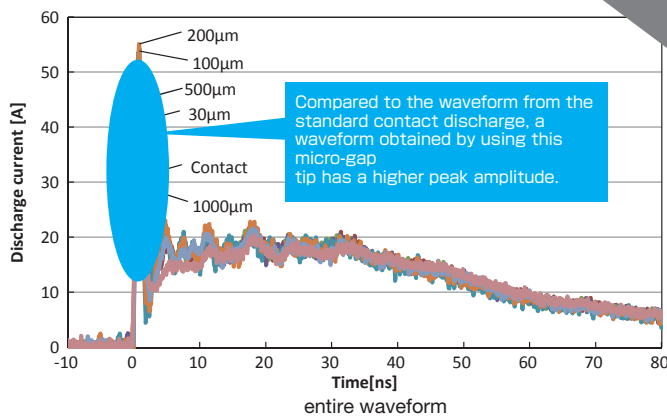 60
50
40
30
20
10
0
Discharge current [A]
200μm
100μm
500μm
30μm
Contact
1000μm
Compared to the waveform from the
standard contact discharge, a
waveform obtained by using this
micro-gap
tip has a higher peak amplitude.
-10 0 10 20 30 40 50 60 70 80
Time[ns]
entire waveform